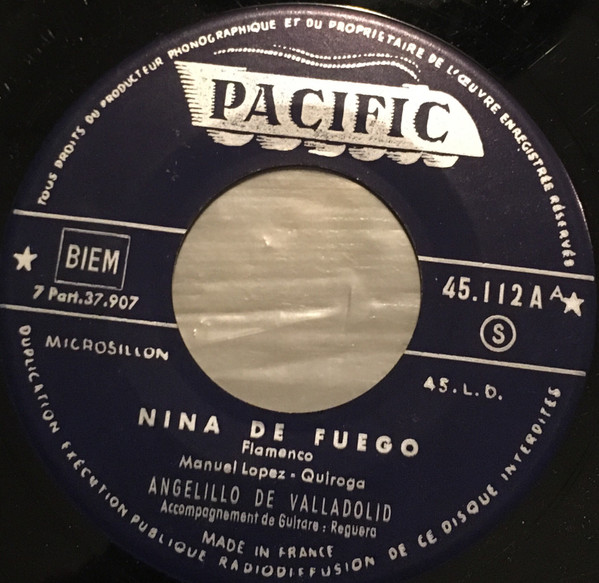 TOUS DROITS DU PRODUCTEUR PHONOGRAPHIQUE ET DU PROPRIETAIRE DE L'ŒUVRE ENREGISTRÉE RÉSERVÉS
PACIFIC
BIEM
7 Part.37.907
45.112 A A
S
MICROSILLON
45.L.D.
NINA DE FUEGO
Flamenco
Manuel Lopez - Quiroga
ANGELILLO DE VALLADOLID
Accompagnement de Guitare : Reguera
MADE IN FRANCE
DUPLICATION EXÉCUTION PUBLIQUE RADIODIFFUSION DE CE DISQUE INTERDITES